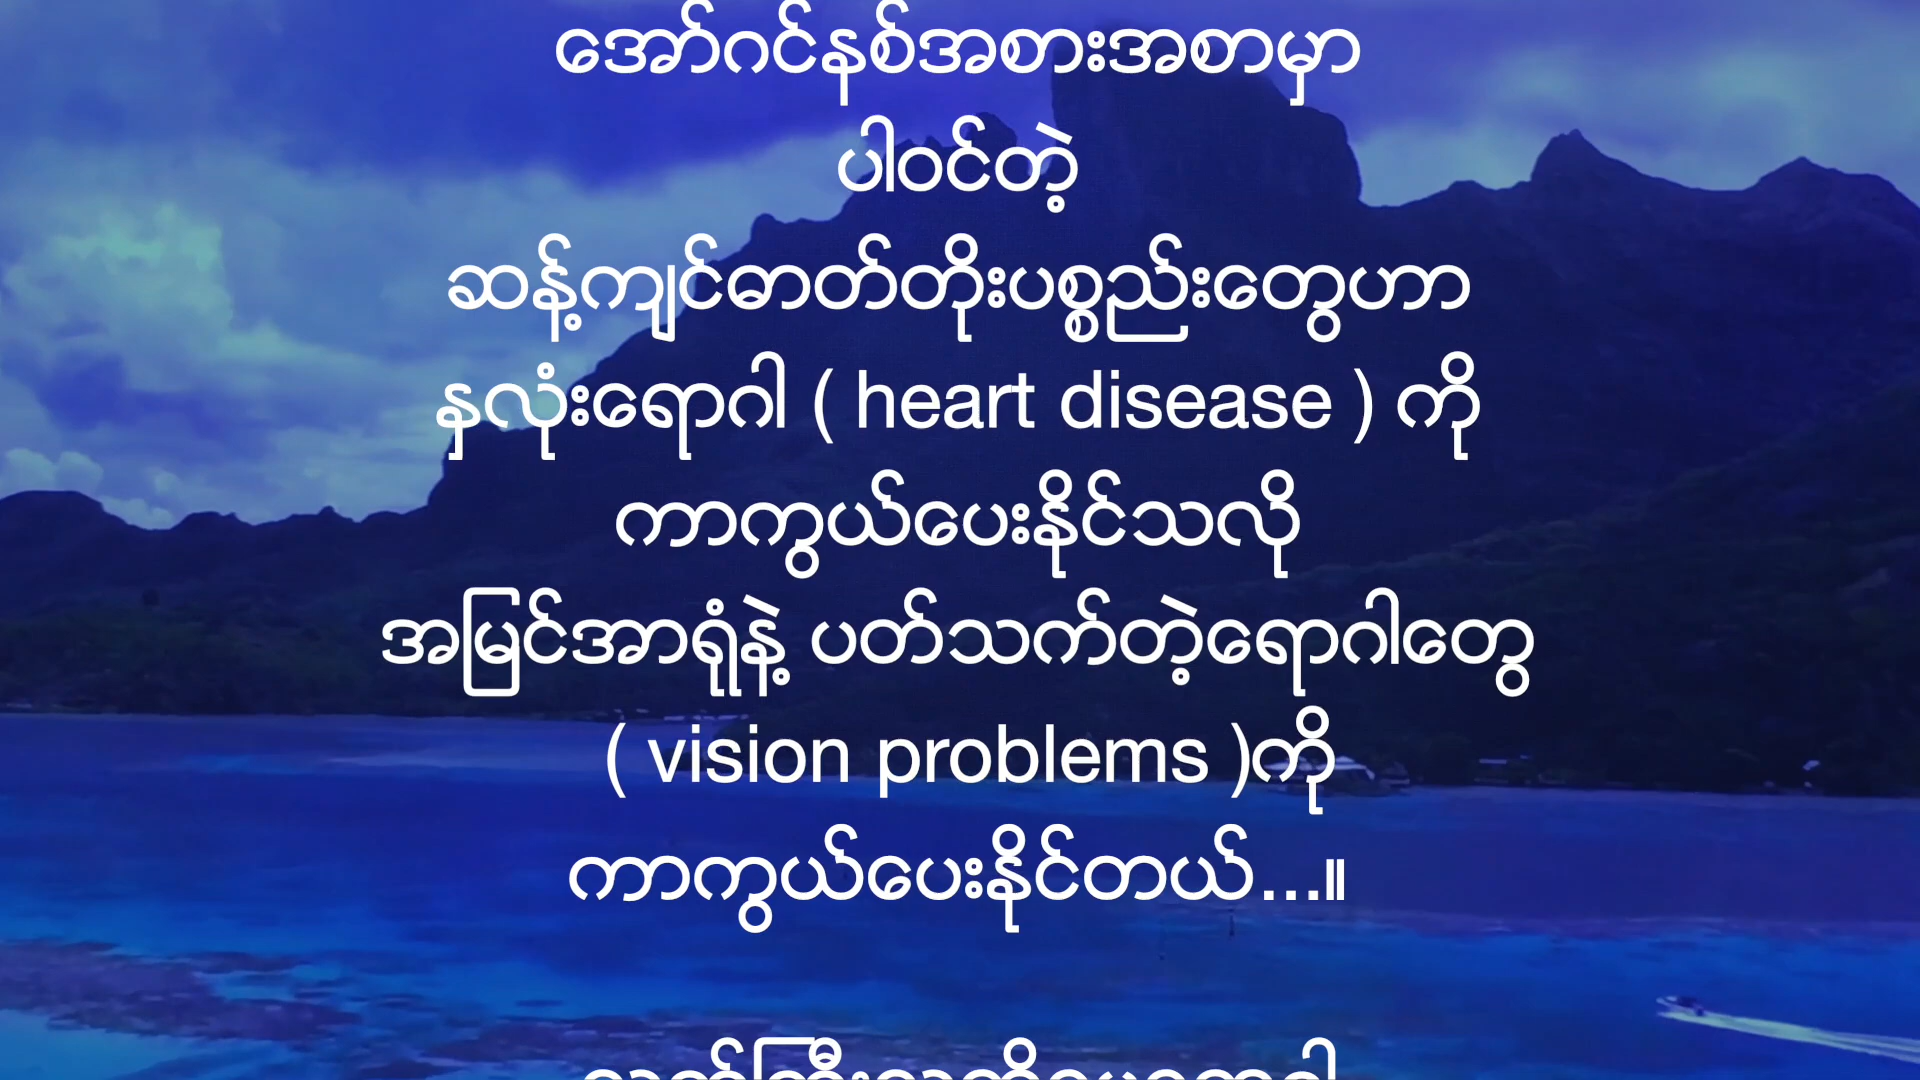 အော်ဂင်နစ်အစားအစာမှာ
ပါဝင်တဲ့
ဆန့်ကျင်ဓာတ်တိုးပစ္စည်းတွေဟာ
နှလုံးရောဂါ ( heart disease ) ကို
ကာကွယ်ပေးနိုင်သလို
အမြင်အာရုံနဲ့ ပတ်သက်တဲ့ရောဂါတွေ
( vision problems )ကို
ကာကွယ်ပေးနိုင်တယ်...။